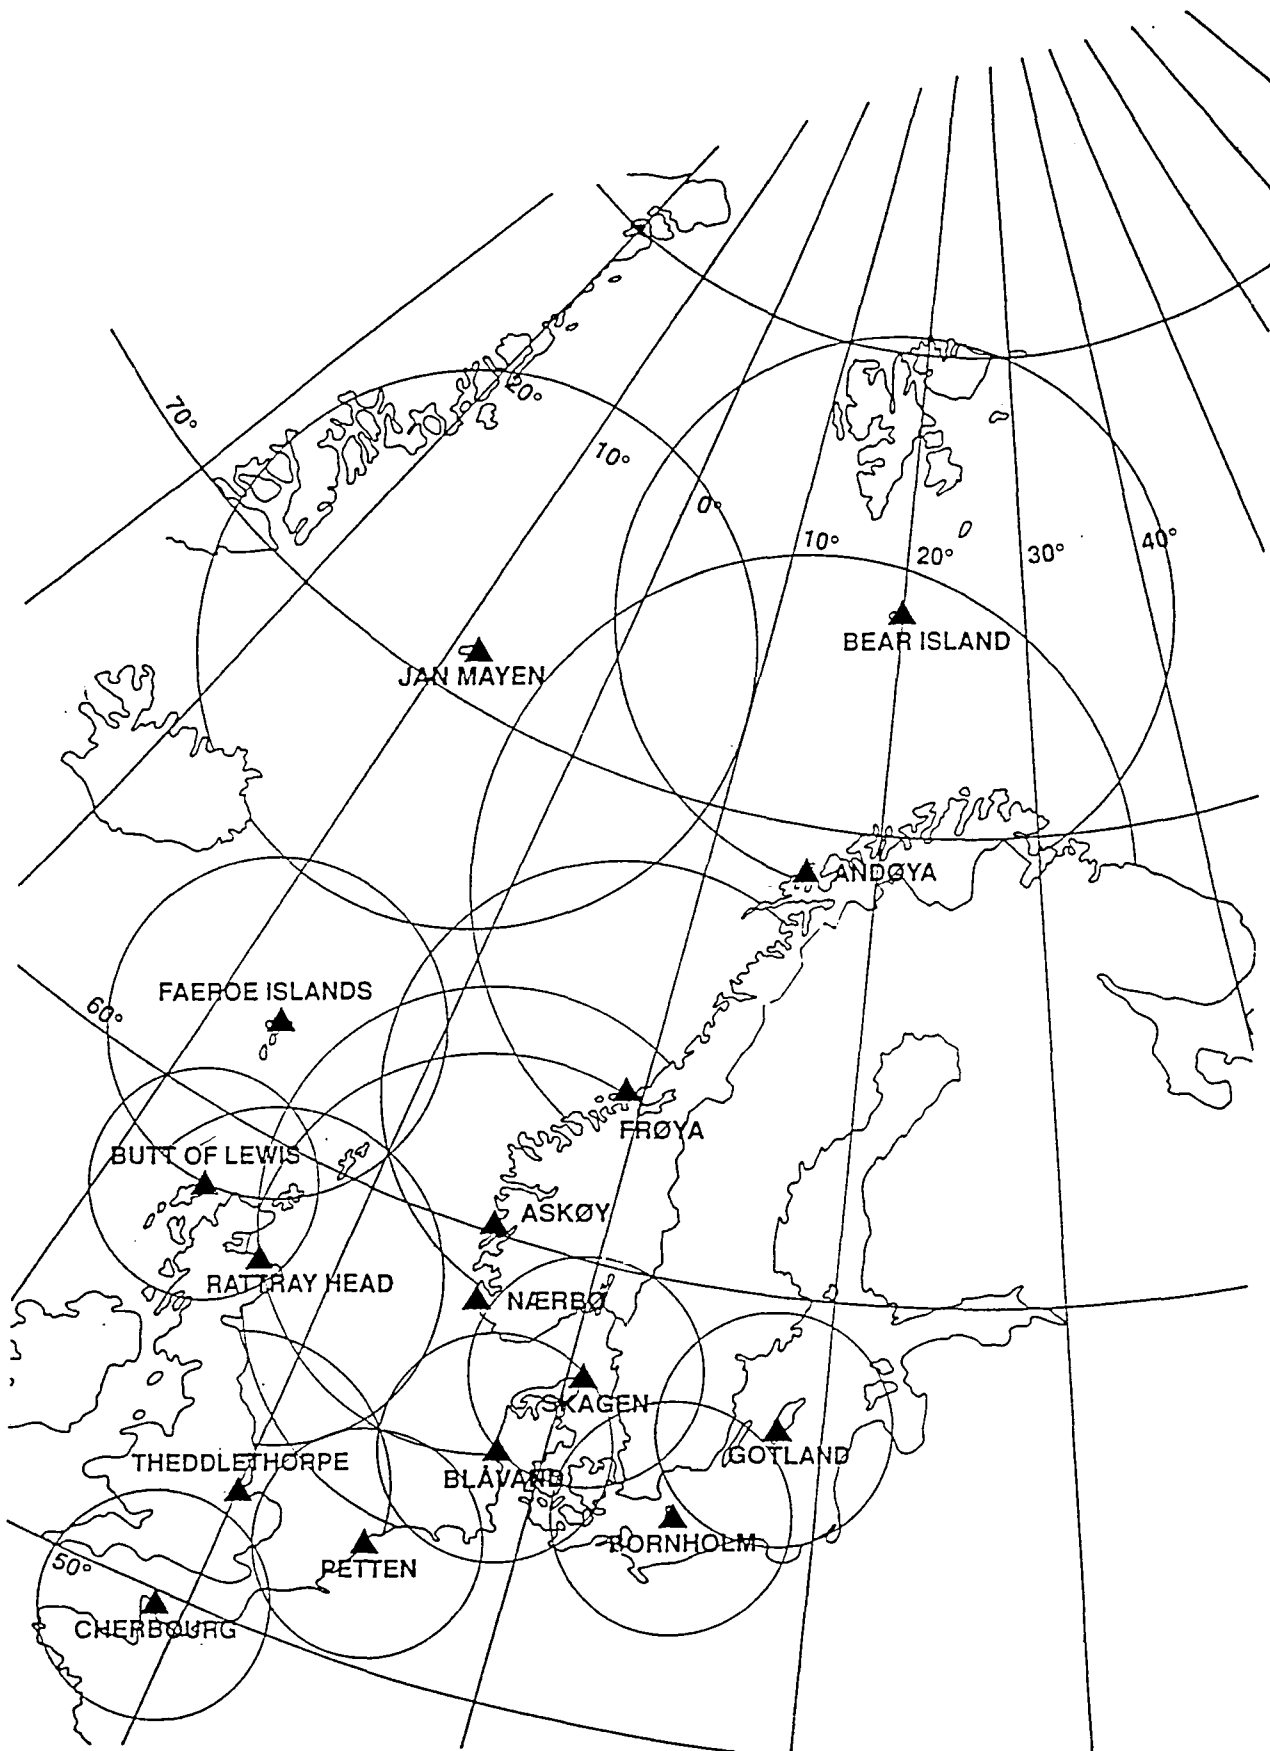 20°
70°
10°
0°
10°
20°
30°
40°
BEAR ISLAND
JAN MAYEN
ANDØYA
FAEROE ISLANDS
60°
FRØYA
BUTT OF LEWIS
ASKØY
RATTRAY HEAD
NÆRBØ
SKAGEN
GOTLAND
THEDDLETHORPE
BLÅVAND
BORNHOLM
50°
PETTEN
CHERBOURG